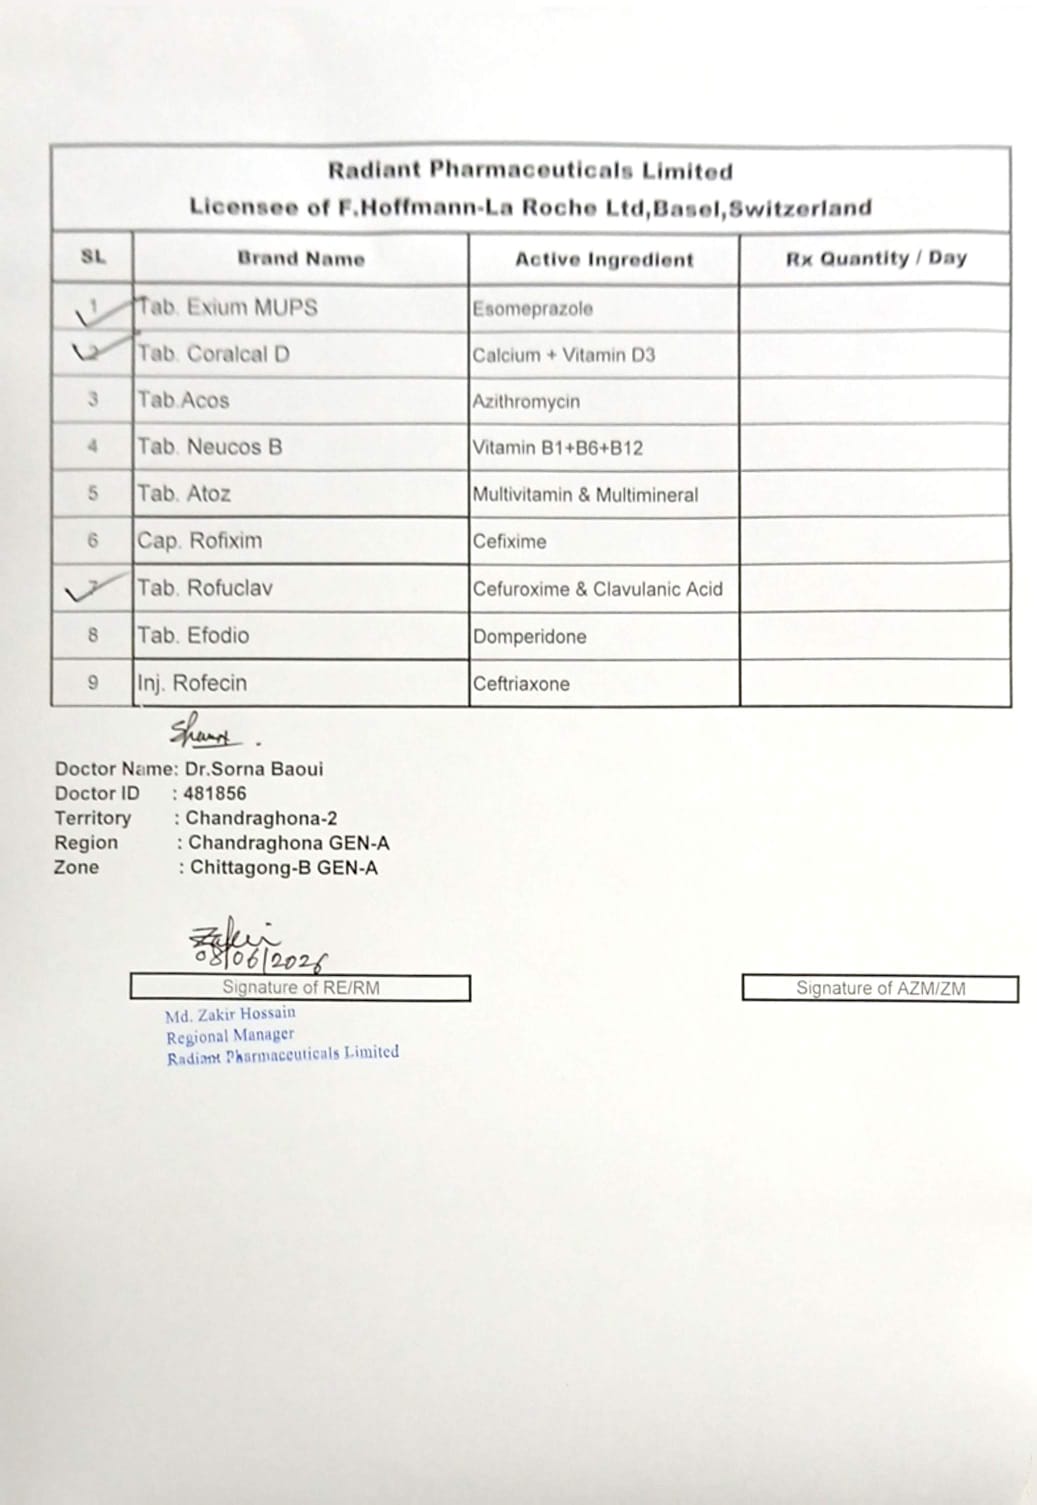 Radiant Pharmaceuticals Limited
Licensee of F.Hoffmann-La Roche Ltd,Basel,Switzerland
SL Brand Name Active Ingredient Rx Quantity / Day
1 Tab. Exium MUPS Esomeprazole
2 Tab. Coralcal D Calcium + Vitamin D3
3 Tab.Acos Azithromycin
4 Tab. Neucos B Vitamin B1+B6+B12
5 Tab. Atoz Multivitamin & Multimineral
6 Cap. Rofixim Cefixime
7 Tab. Rofuclav Cefuroxime & Clavulanic Acid
8 Tab. Efodio Domperidone
9 Inj. Rofecin Ceftriaxone
Doctor Name: Dr.Sorna Baoui
Doctor ID : 481856
Territory : Chandraghona-2
Region : Chandraghona GEN-A
Zone : Chittagong-B GEN-A
08/06/2026
Signature of RE/RM Signature of AZM/ZM
Md. Zakir Hossain
Regional Manager
Radiant Pharmaceuticals Limited